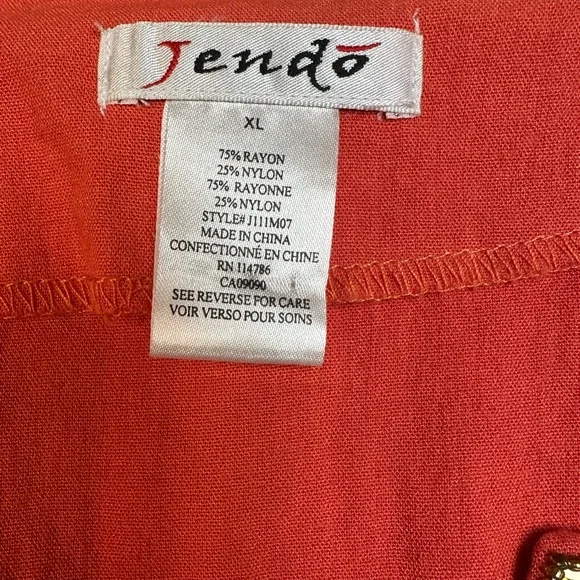 Jendō
XL
75% RAYON
25% NYLON
75% RAYONNE
25% NYLON
STYLE# J111M07
MADE IN CHINA
CONFECTIONNÉ EN CHINE
RN 114786
CA09090
SEE REVERSE FOR CARE
VOIR VERSO POUR SOINS